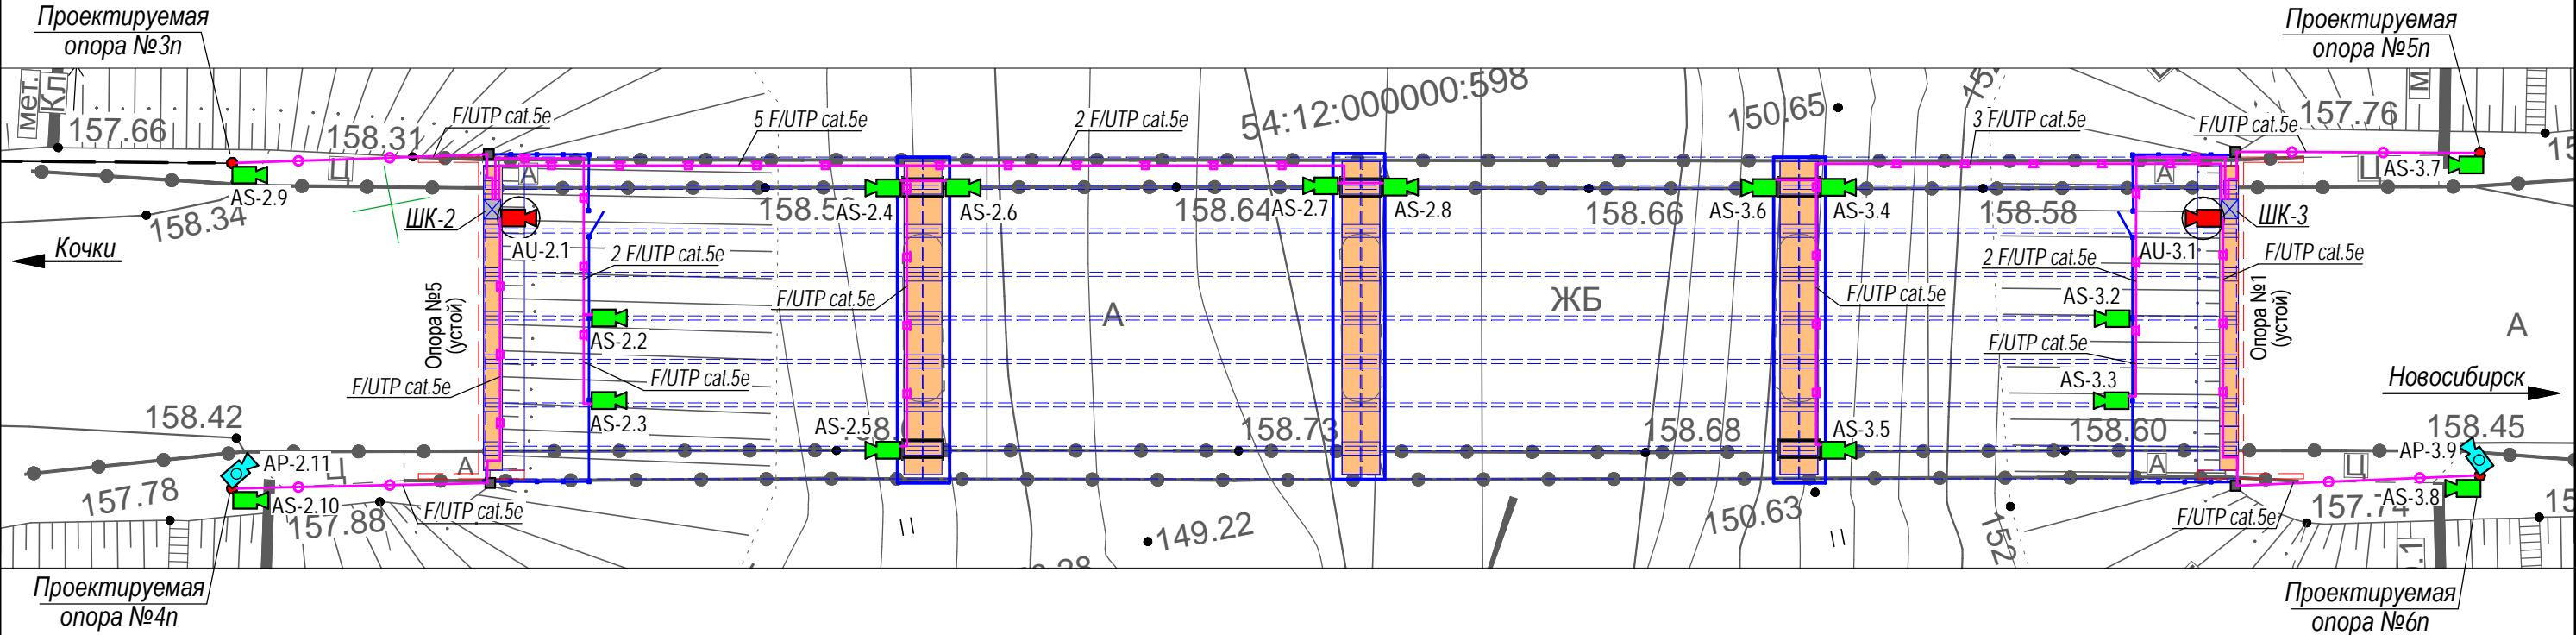 Проектируемая
опора №3п
Проектируемая
опора №5п
мет.
Кл
157.66
158.31
F/UTP cat.5e
5 F/UTP cat.5e
2 F/UTP cat.5e
54:12:000000:598
150.65
3 F/UTP cat.5e
F/UTP cat.5e
157.76
Ц
А
А
Ц
AS-2.9
AS-3.7
158.34
ШК-2
AU-2.1
AS-2.4
AS-2.6
158.64
AS-2.7
AS-2.8
158.66
AS-3.6
AS-3.4
158.58
AU-3.1
ШК-3
Кочки
2 F/UTP cat.5e
2 F/UTP cat.5e
F/UTP cat.5e
F/UTP cat.5e
F/UTP cat.5e
Опора №5
(устой)
А
ЖБ
AS-2.2
AS-3.2
Опора №1
(устой)
А
F/UTP cat.5e
F/UTP cat.5e
F/UTP cat.5e
AS-2.3
AS-3.3
Новосибирск
158.42
AS-2.5
158.73
158.68
AS-3.5
158.60
158.45
AP-2.11
Ц
А
А
Ц
AP-3.9
157.78
AS-2.10
157.88
F/UTP cat.5e
149.22
150.63
152
F/UTP cat.5e
157.74
AS-3.8
Проектируемая
опора №4п
Проектируемая
опора №6п